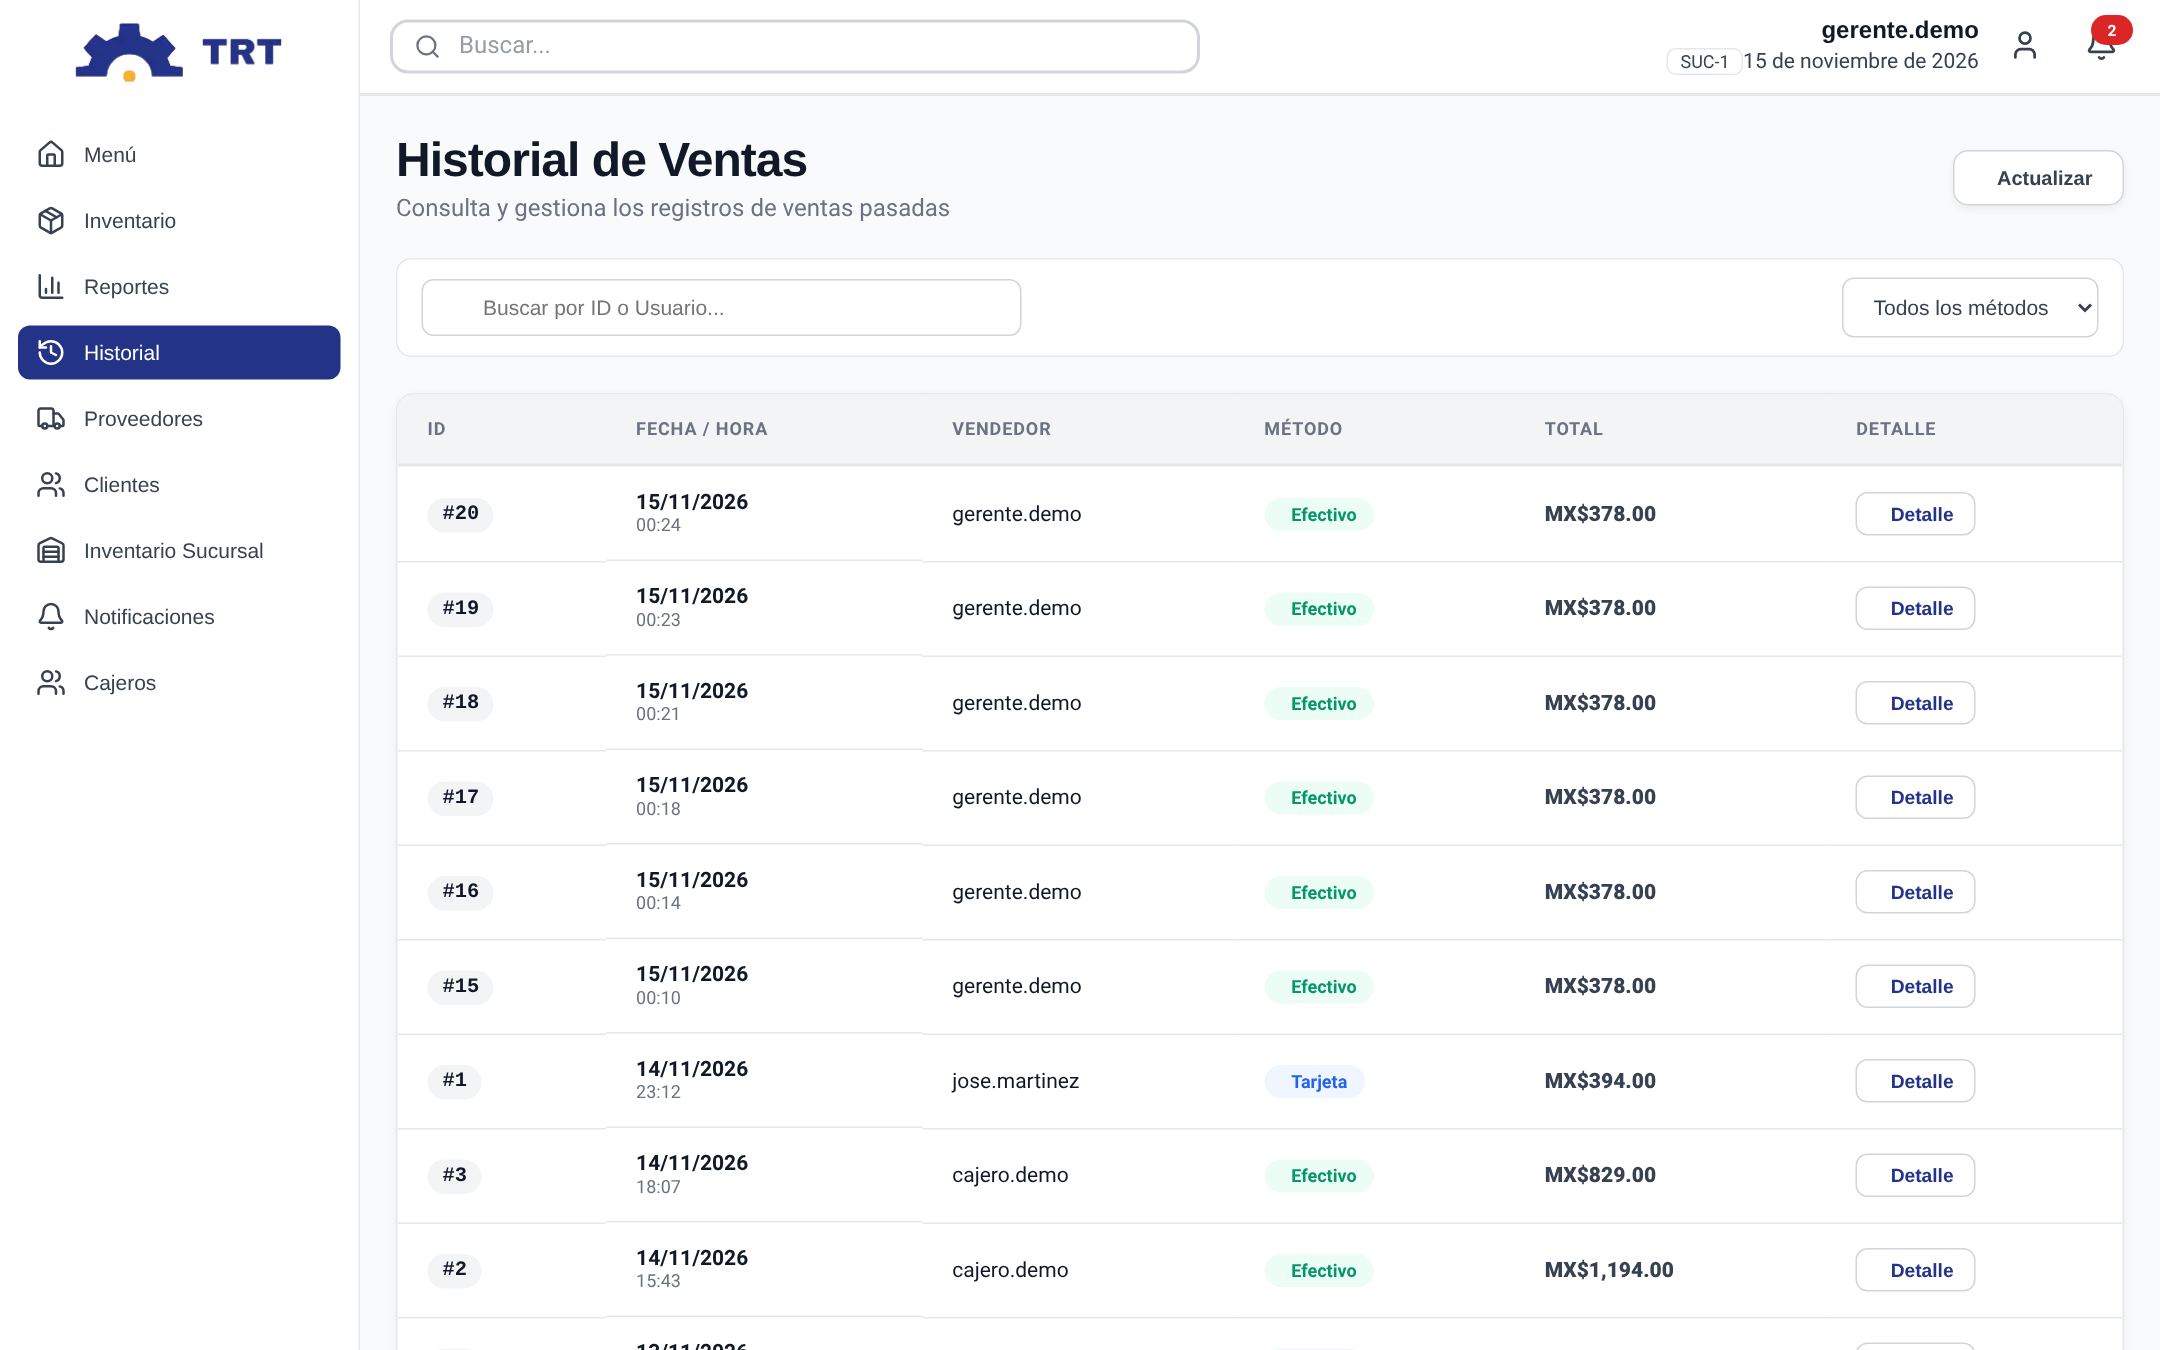 TRT
Buscar...
gerente.demo
SUC-1 15 de noviembre de 2026
2
Menú
Inventario
Reportes
Historial
Proveedores
Clientes
Inventario Sucursal
Notificaciones
Cajeros
Historial de Ventas
Consulta y gestiona los registros de ventas pasadas
Actualizar
Buscar por ID o Usuario...
Todos los métodos
ID FECHA / HORA VENDEDOR MÉTODO TOTAL DETALLE
#20 15/11/2026 00:24 gerente.demo Efectivo MX$378.00 Detalle
#19 15/11/2026 00:23 gerente.demo Efectivo MX$378.00 Detalle
#18 15/11/2026 00:21 gerente.demo Efectivo MX$378.00 Detalle
#17 15/11/2026 00:18 gerente.demo Efectivo MX$378.00 Detalle
#16 15/11/2026 00:14 gerente.demo Efectivo MX$378.00 Detalle
#15 15/11/2026 00:10 gerente.demo Efectivo MX$378.00 Detalle
#1 14/11/2026 23:12 jose.martinez Tarjeta MX$394.00 Detalle
#3 14/11/2026 18:07 cajero.demo Efectivo MX$829.00 Detalle
#2 14/11/2026 15:43 cajero.demo Efectivo MX$1,194.00 Detalle